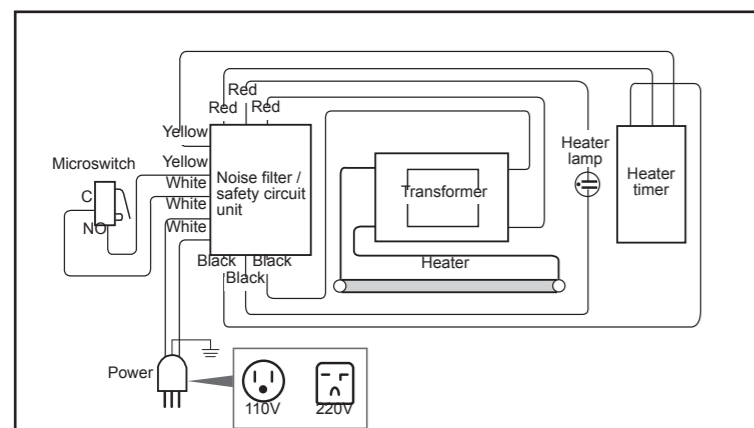 Red
Red
Red
Yellow
Yellow
White
White
White
Microswitch
C
NO
Noise filter /
safety circuit
unit
Transformer
Heater
lamp
Heater
timer
Black
Black
Black
Heater
Power
110V
220V